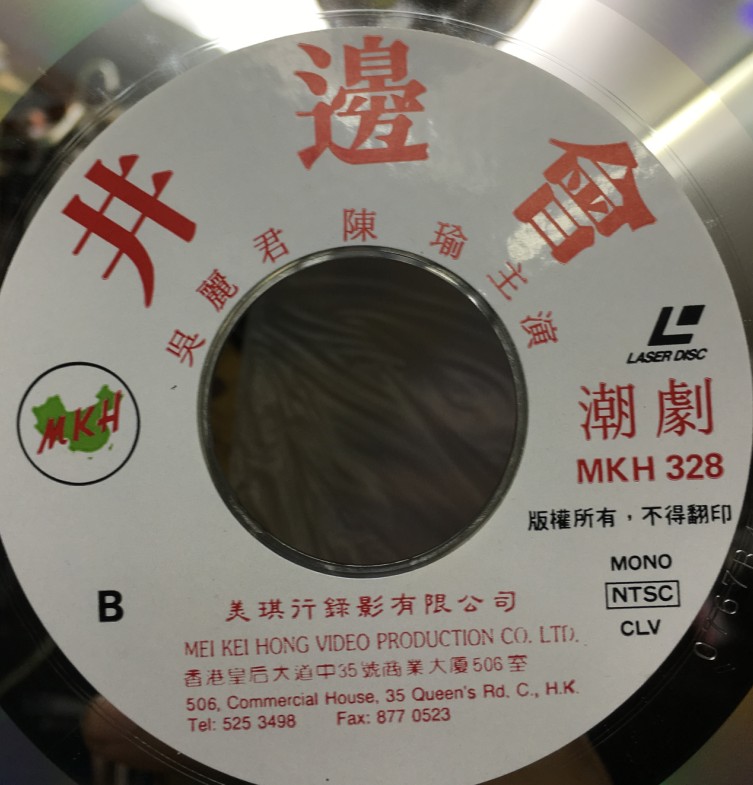 井邊會
吳麗君陳瑜主演
LASER DISC
MKH
潮劇
MKH 328
版權所有，不得翻印
MONO
NTSC
CLV
B
美琪行錄影有限公司
MEI KEI HONG VIDEO PRODUCTION CO. LTD.
香港皇后大道中35號商業大廈506室
506, Commercial House, 35 Queen's Rd. C., H.K.
Tel: 525 3498 Fax: 877 0523